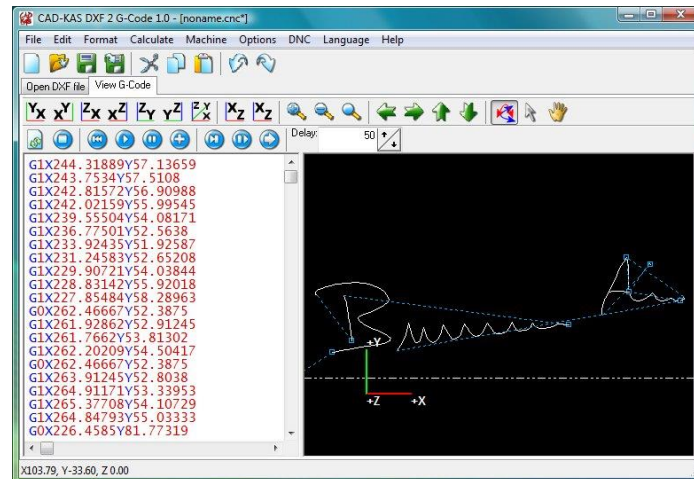 CAD-KAS DXF 2 G-Code 1.0 - [noname.cnc*]
File Edit Format Calculate Machine Options DNC Language Help
Open DXF file View G-Code
Delay: 50
G1X244.31889Y57.13659
G1X243.7534Y57.5108
G1X242.81572Y56.90988
G1X242.02159Y55.99545
G1X239.55504Y54.08171
G1X236.77501Y52.5638
G1X233.92435Y51.92587
G1X231.24583Y52.65208
G1X229.90721Y54.03844
G1X228.83142Y55.92018
G1X227.85484Y58.28963
G0X262.46667Y52.3875
G1X261.92862Y52.91245
G1X261.7662Y53.81302
G1X262.20209Y54.50417
G0X262.46667Y52.3875
G1X263.91245Y52.8038
G1X264.91171Y53.33953
G1X265.37708Y54.10729
G1X264.84793Y55.03333
G0X226.4585Y81.77319
+Y
+Z +X
X103.79, Y-33.60, Z 0.00